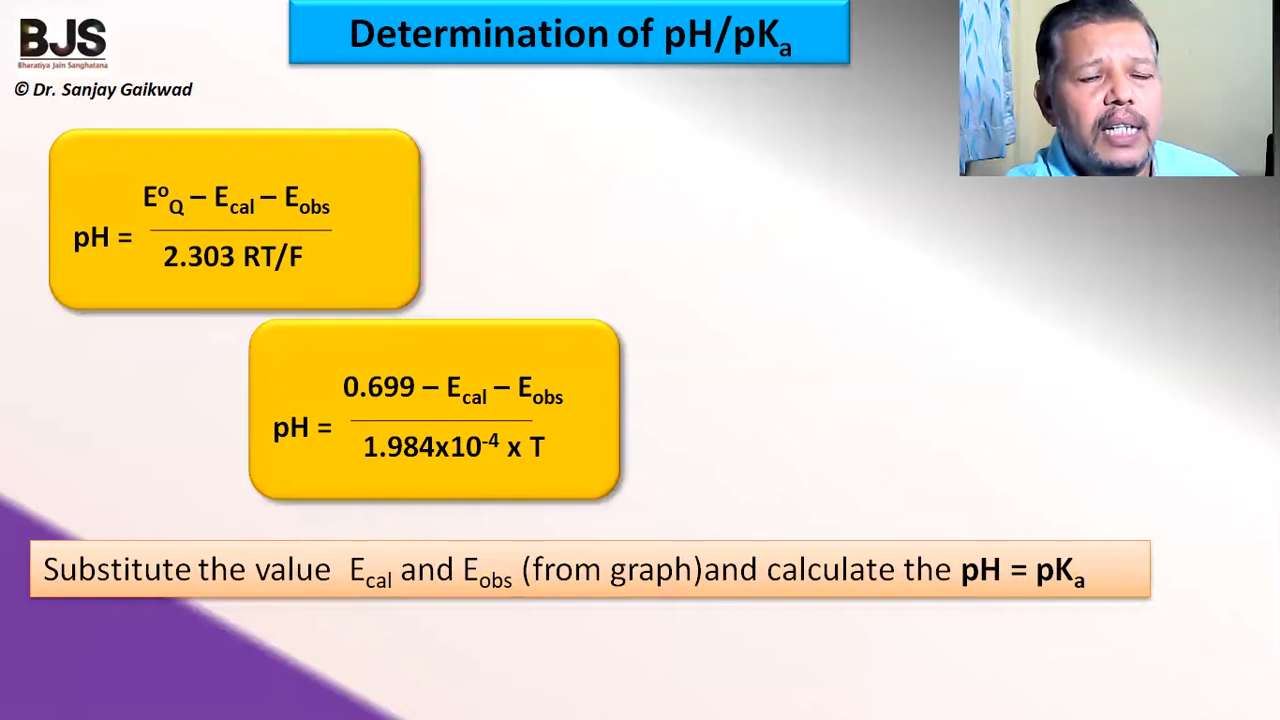 BJS
Bharatiya Jain Sanghatana
© Dr. Sanjay Gaikwad
Determination of pH/pKa
E°Q – Ecal – Eobs
pH =
2.303 RT/F
0.699 – Ecal – Eobs
pH =
1.984x10-4 x T
Substitute the value Ecal and Eobs (from graph)and calculate the pH = pKa